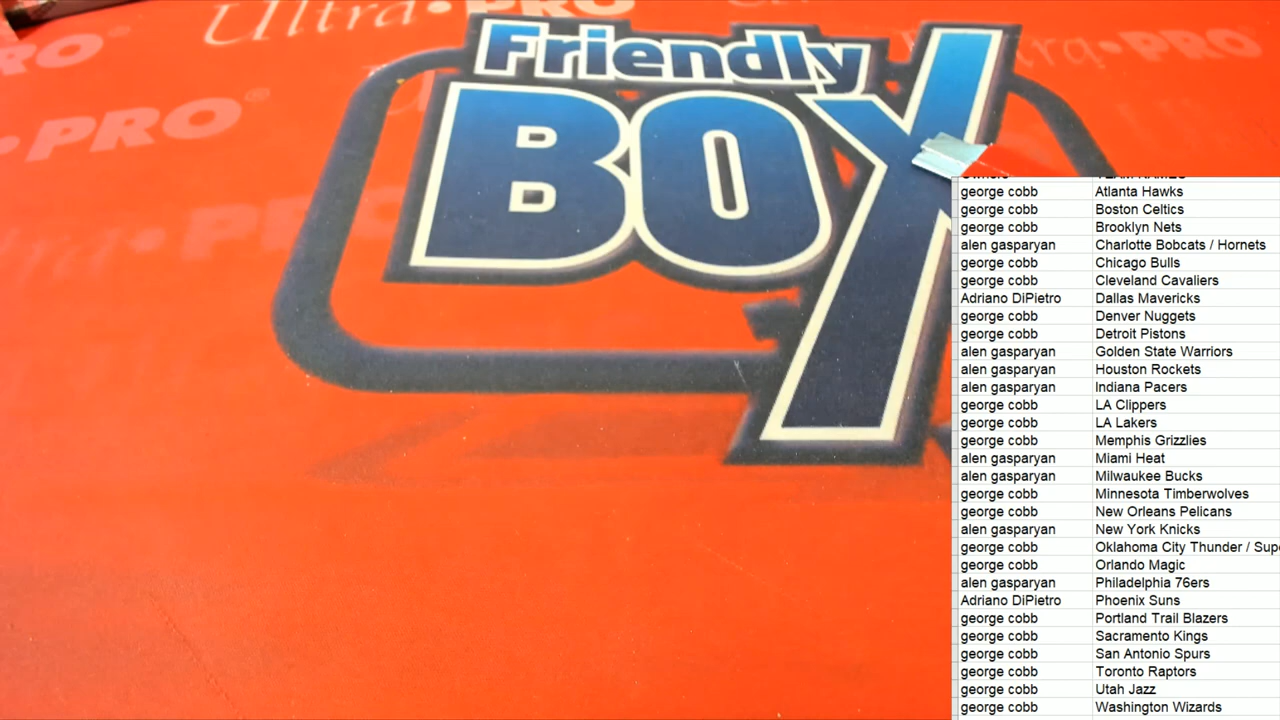 Ultra•PRO
Ultra•PRO
PRO
•PRO®
Ultra•PRO
Friendly
BOX
Owners TEAM NAMES
george cobb Atlanta Hawks
george cobb Boston Celtics
george cobb Brooklyn Nets
alen gasparyan Charlotte Bobcats / Hornets
george cobb Chicago Bulls
george cobb Cleveland Cavaliers
Adriano DiPietro Dallas Mavericks
george cobb Denver Nuggets
george cobb Detroit Pistons
alen gasparyan Golden State Warriors
alen gasparyan Houston Rockets
alen gasparyan Indiana Pacers
george cobb LA Clippers
george cobb LA Lakers
george cobb Memphis Grizzlies
alen gasparyan Miami Heat
alen gasparyan Milwaukee Bucks
george cobb Minnesota Timberwolves
george cobb New Orleans Pelicans
alen gasparyan New York Knicks
george cobb Oklahoma City Thunder / Sup
george cobb Orlando Magic
alen gasparyan Philadelphia 76ers
Adriano DiPietro Phoenix Suns
george cobb Portland Trail Blazers
george cobb Sacramento Kings
george cobb San Antonio Spurs
george cobb Toronto Raptors
george cobb Utah Jazz
george cobb Washington Wizards